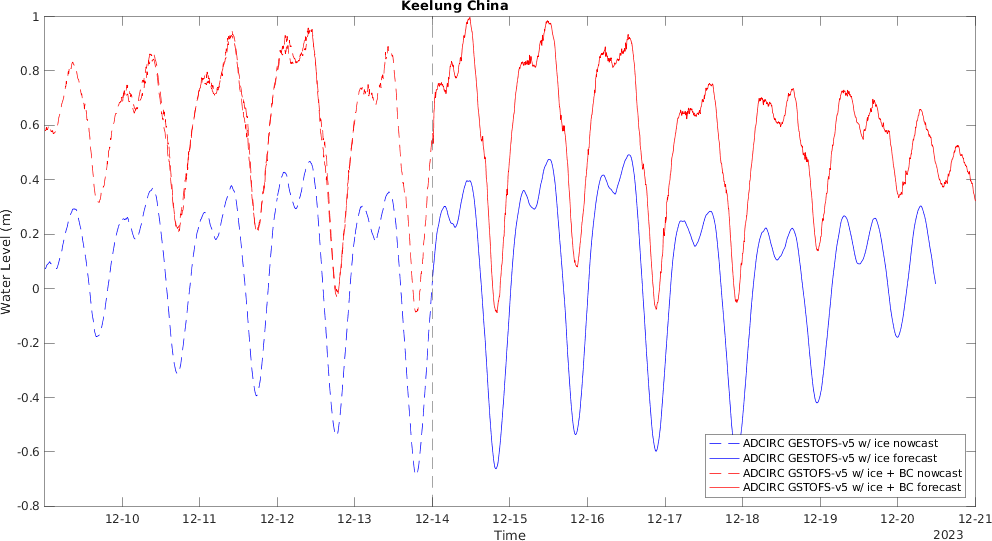 Keelung China
Water Level (m)
1
0.8
0.6
0.4
0.2
0
-0.2
-0.4
-0.6
-0.8
ADCIRC GESTOFS-v5 w/ ice nowcast
ADCIRC GESTOFS-v5 w/ ice forecast
ADCIRC GSTOFS-v5 w/ ice + BC nowcast
ADCIRC GSTOFS-v5 w/ ice + BC forecast
12-10 12-11 12-12 12-13 12-14 12-15 12-16 12-17 12-18 12-19 12-20 12-21
Time
2023